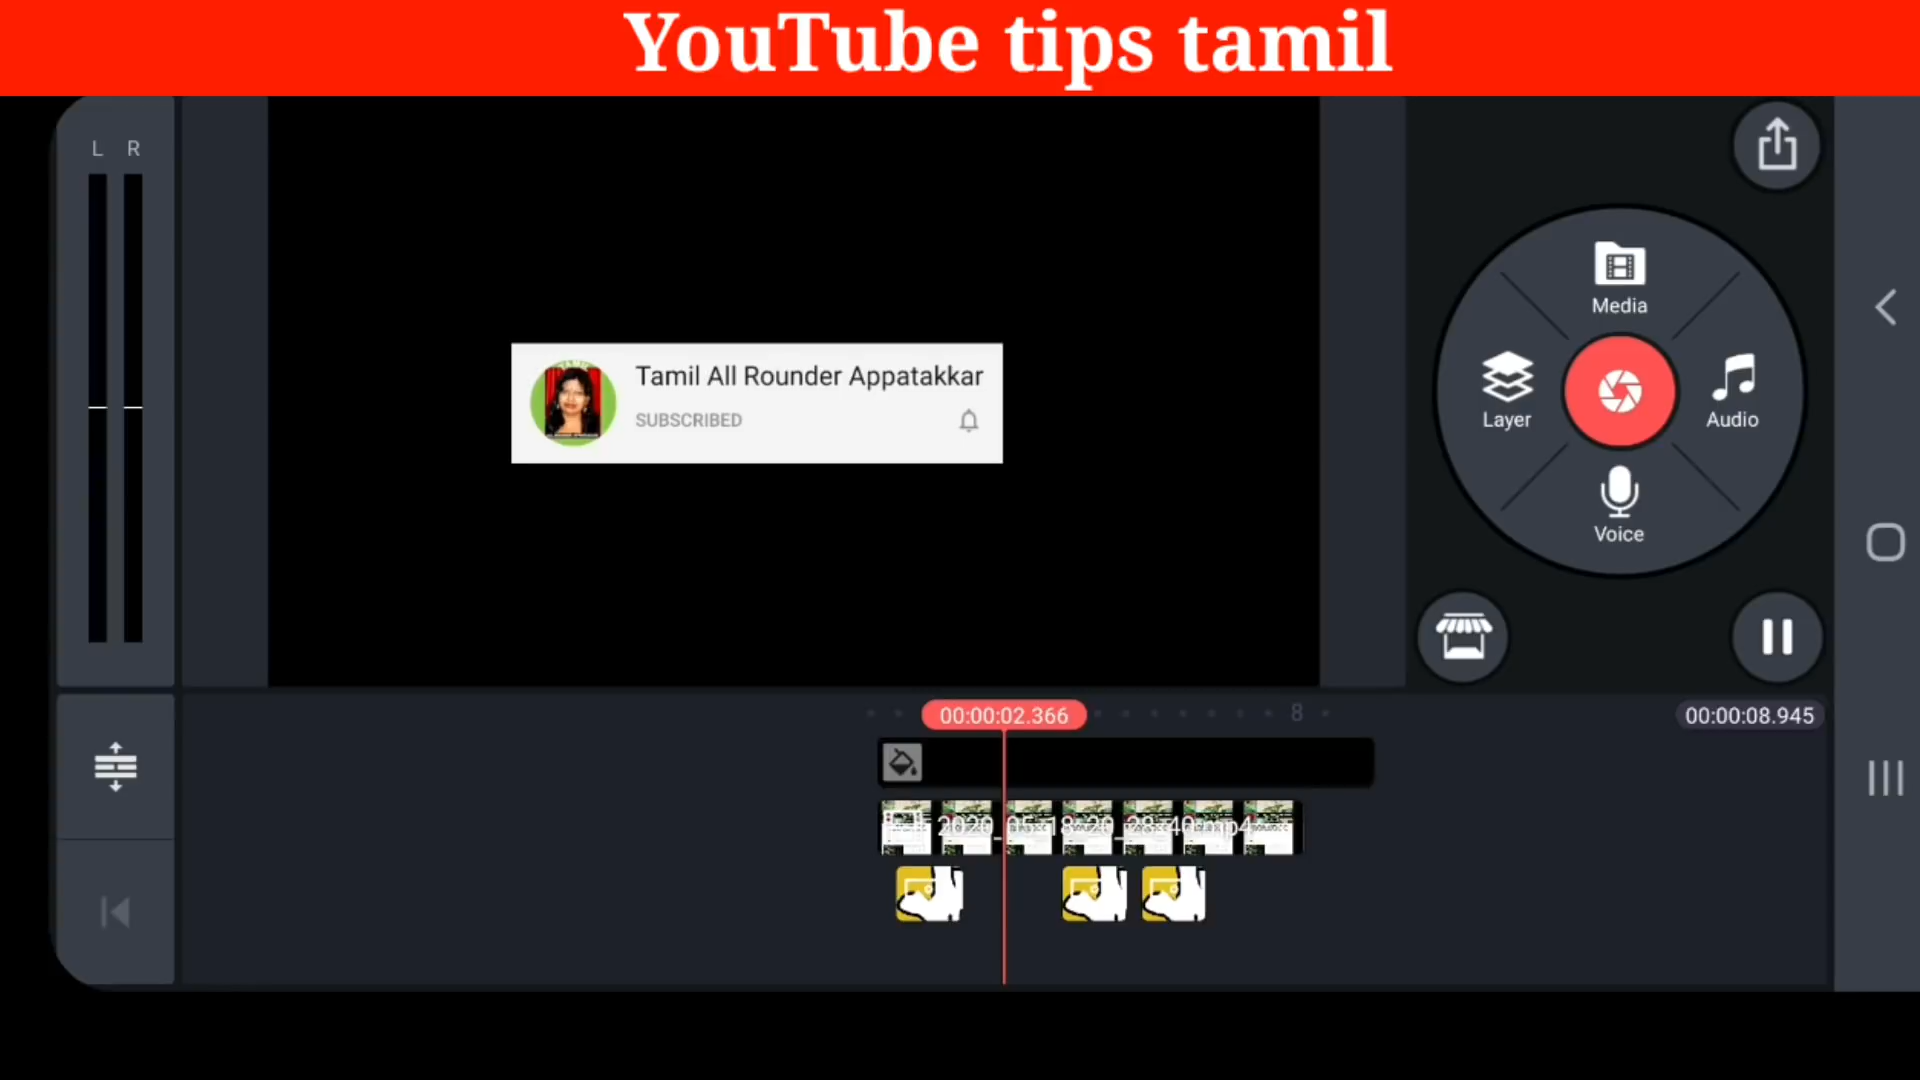 YouTube tips tamil
L R
Media
Tamil All Rounder Appatakkar
SUBSCRIBED
Layer
Audio
Voice
00:00:02.366
8
00:00:08.945